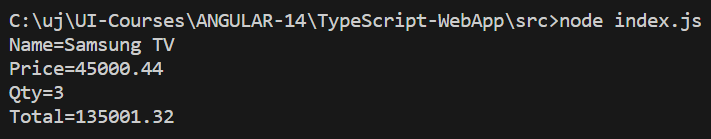 C:\uj\UI-Courses\ANGULAR-14\TypeScript-WebApp\src>node index.js
Name=Samsung TV
Price=45000.44
Qty=3
Total=135001.32